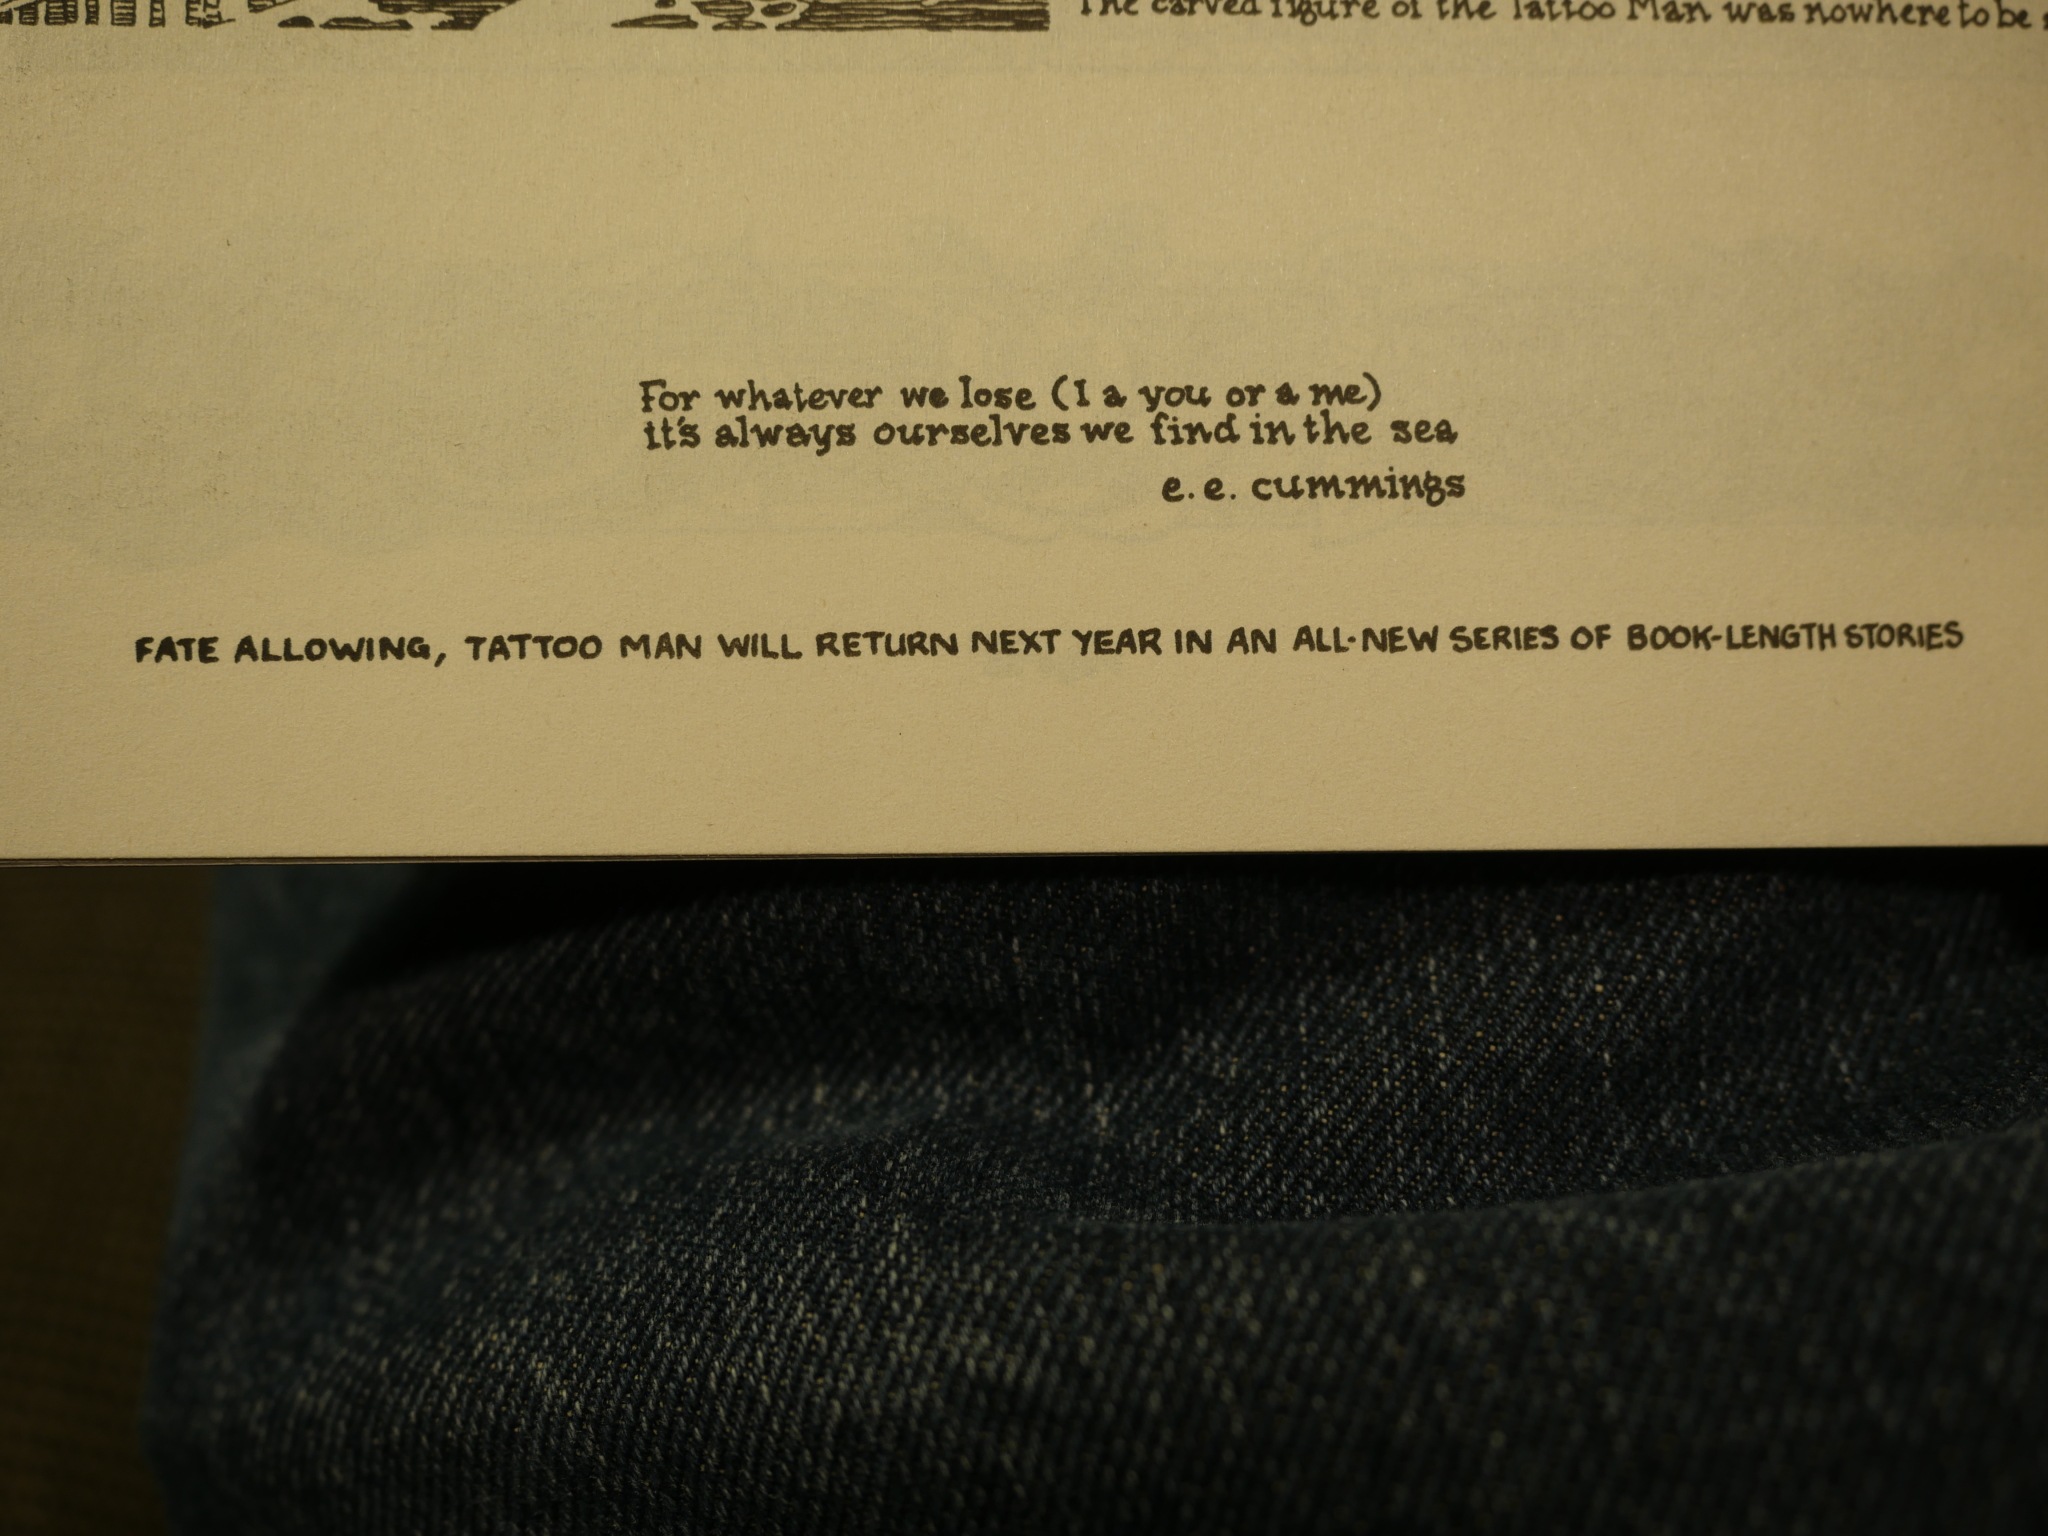 The carved figure of the Tattoo Man was nowhere to be
For whatever we lose (I a you or a me)
it's always ourselves we find in the sea
e.e. cummings
FATE ALLOWING, TATTOO MAN WILL RETURN NEXT YEAR IN AN ALL-NEW SERIES OF BOOK-LENGTH STORIES